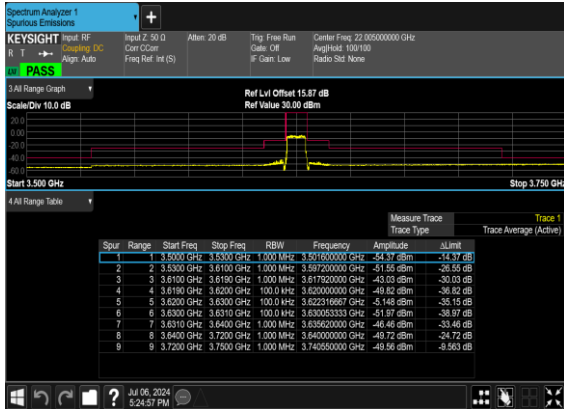 Spectrum Analyzer 1
Spurious Emissions
+
KEYSIGHT Input: RF Input Z: 50 Ω Atten: 20 dB Trig: Free Run Center Freq: 22.005000000 GHz
R T Coupling: DC Corr CCorr Gate: Off Avg|Hold: 100/100
Align: Auto Freq Ref: Int (S) IF Gain: Low Radio Std: None
LW PASS
3 All Range Graph Ref Lvl Offset 15.87 dB
Scale/Div 10.0 dB Ref Value 30.00 dBm
20.0
0.00
-20.0
-40.0
-60.0
Start 3.500 GHz Stop 3.750 GHz
4 All Range Table
Measure Trace Trace 1
Trace Type Trace Average (Active)
Spur Range Start Freq Stop Freq RBW Frequency Amplitude ΔLimit
1 1 3.5000 GHz 3.5300 GHz 1.000 MHz 3.501600000 GHz -54.37 dBm -14.37 dB
2 2 3.5300 GHz 3.6100 GHz 1.000 MHz 3.597200000 GHz -51.55 dBm -26.55 dB
3 3 3.6100 GHz 3.6190 GHz 1.000 MHz 3.617920000 GHz -43.03 dBm -30.03 dB
4 4 3.6190 GHz 3.6200 GHz 100.0 kHz 3.620000000 GHz -49.82 dBm -36.82 dB
5 5 3.6200 GHz 3.6300 GHz 100.0 kHz 3.622316667 GHz -5.148 dBm -35.15 dB
6 6 3.6300 GHz 3.6310 GHz 100.0 kHz 3.630053333 GHz -51.97 dBm -38.97 dB
7 7 3.6310 GHz 3.6400 GHz 1.000 MHz 3.635620000 GHz -46.46 dBm -33.46 dB
8 8 3.6400 GHz 3.7200 GHz 1.000 MHz 3.640000000 GHz -49.72 dBm -24.72 dB
9 9 3.7200 GHz 3.7500 GHz 1.000 MHz 3.740550000 GHz -49.56 dBm -9.563 dB
? Jul 06, 2024
5:24:57 PM